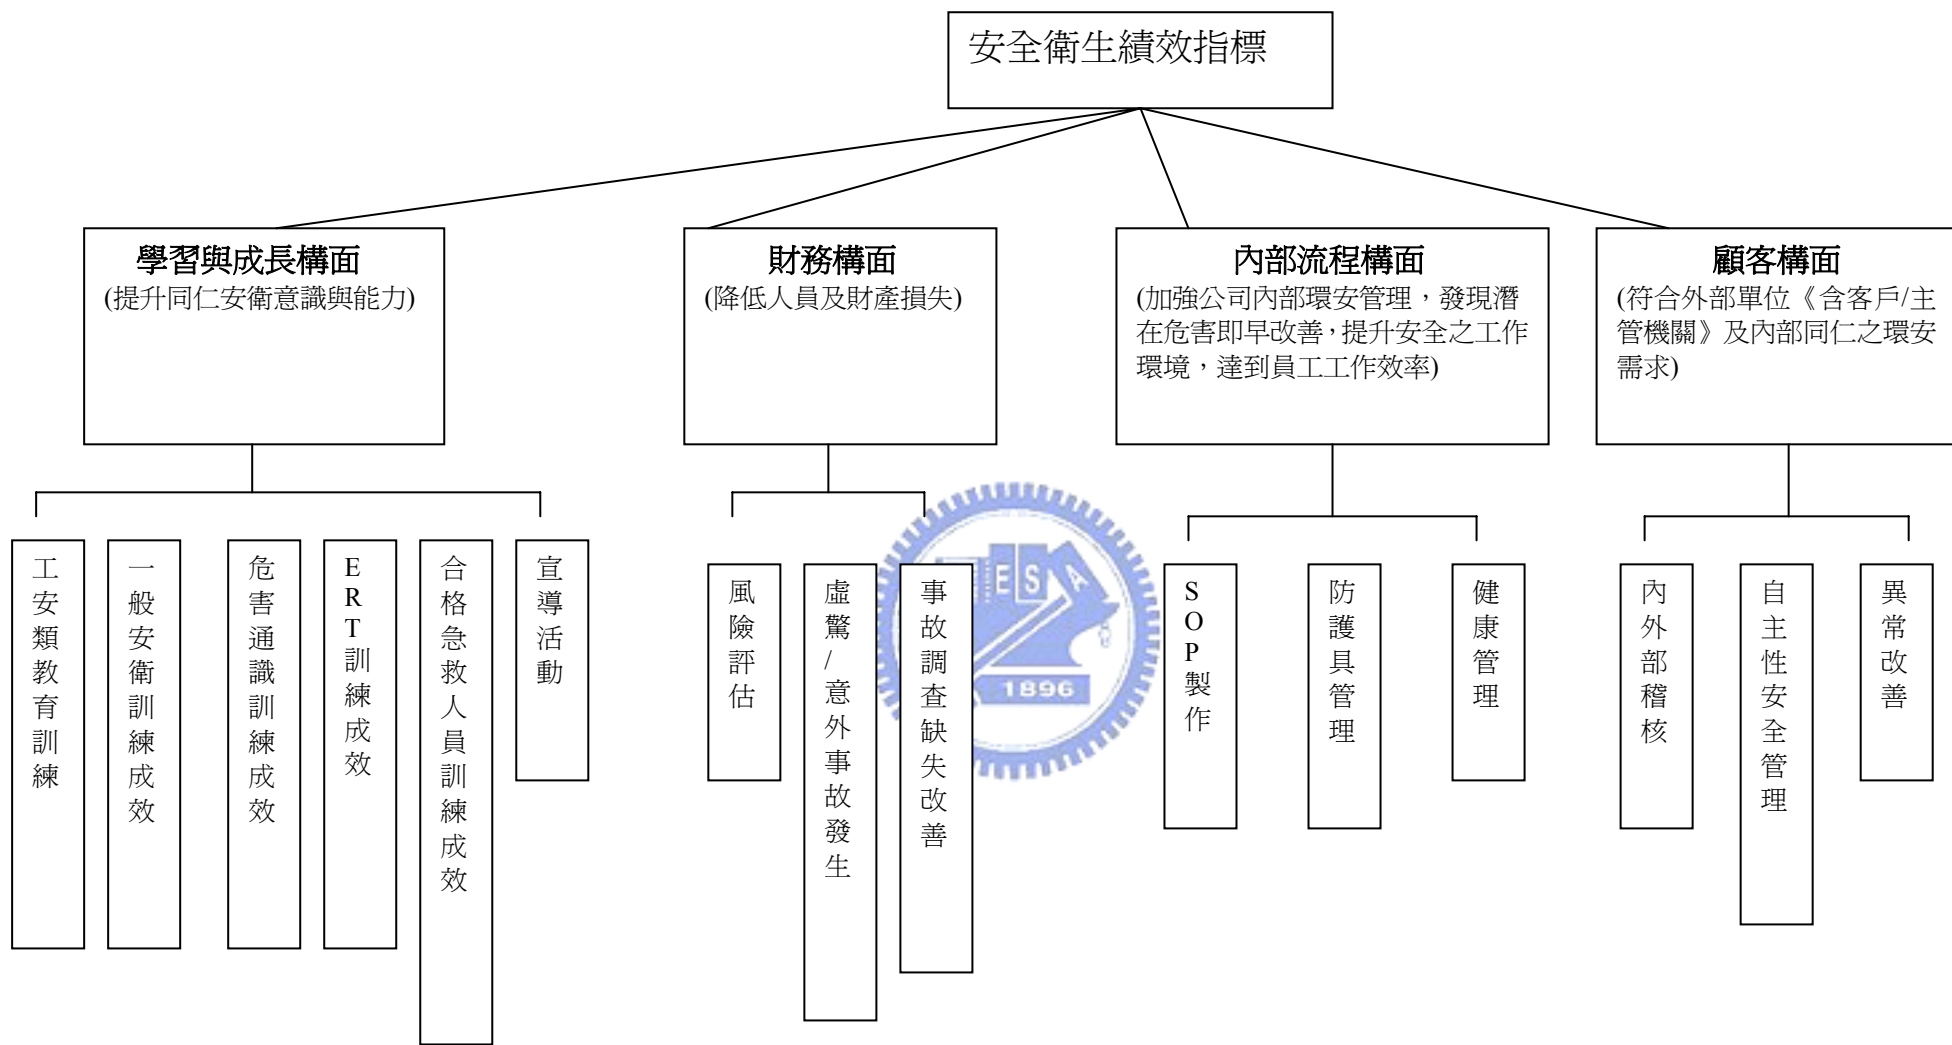 安全衛生績效指標
學習與成長構面
(提升同仁安衛意識與能力)
財務構面
(降低人員及財產損失)
內部流程構面
(加強公司內部環安管理，發現潛
在危害即早改善，提升安全之工作
環境，達到員工工作效率)
顧客構面
(符合外部單位《含客戶/主
管機關》及內部同仁之環安
需求)
工安類教育訓練
一般安衛訓練成效
危害通識訓練成效
ERT訓練成效
合格急救人員訓練成效
宣導活動
風險評估
虛驚/意外事故發生
事故調查缺失改善
SOP製作
防護具管理
健康管理
內外部稽核
自主性安全管理
異常改善
ESA
1896